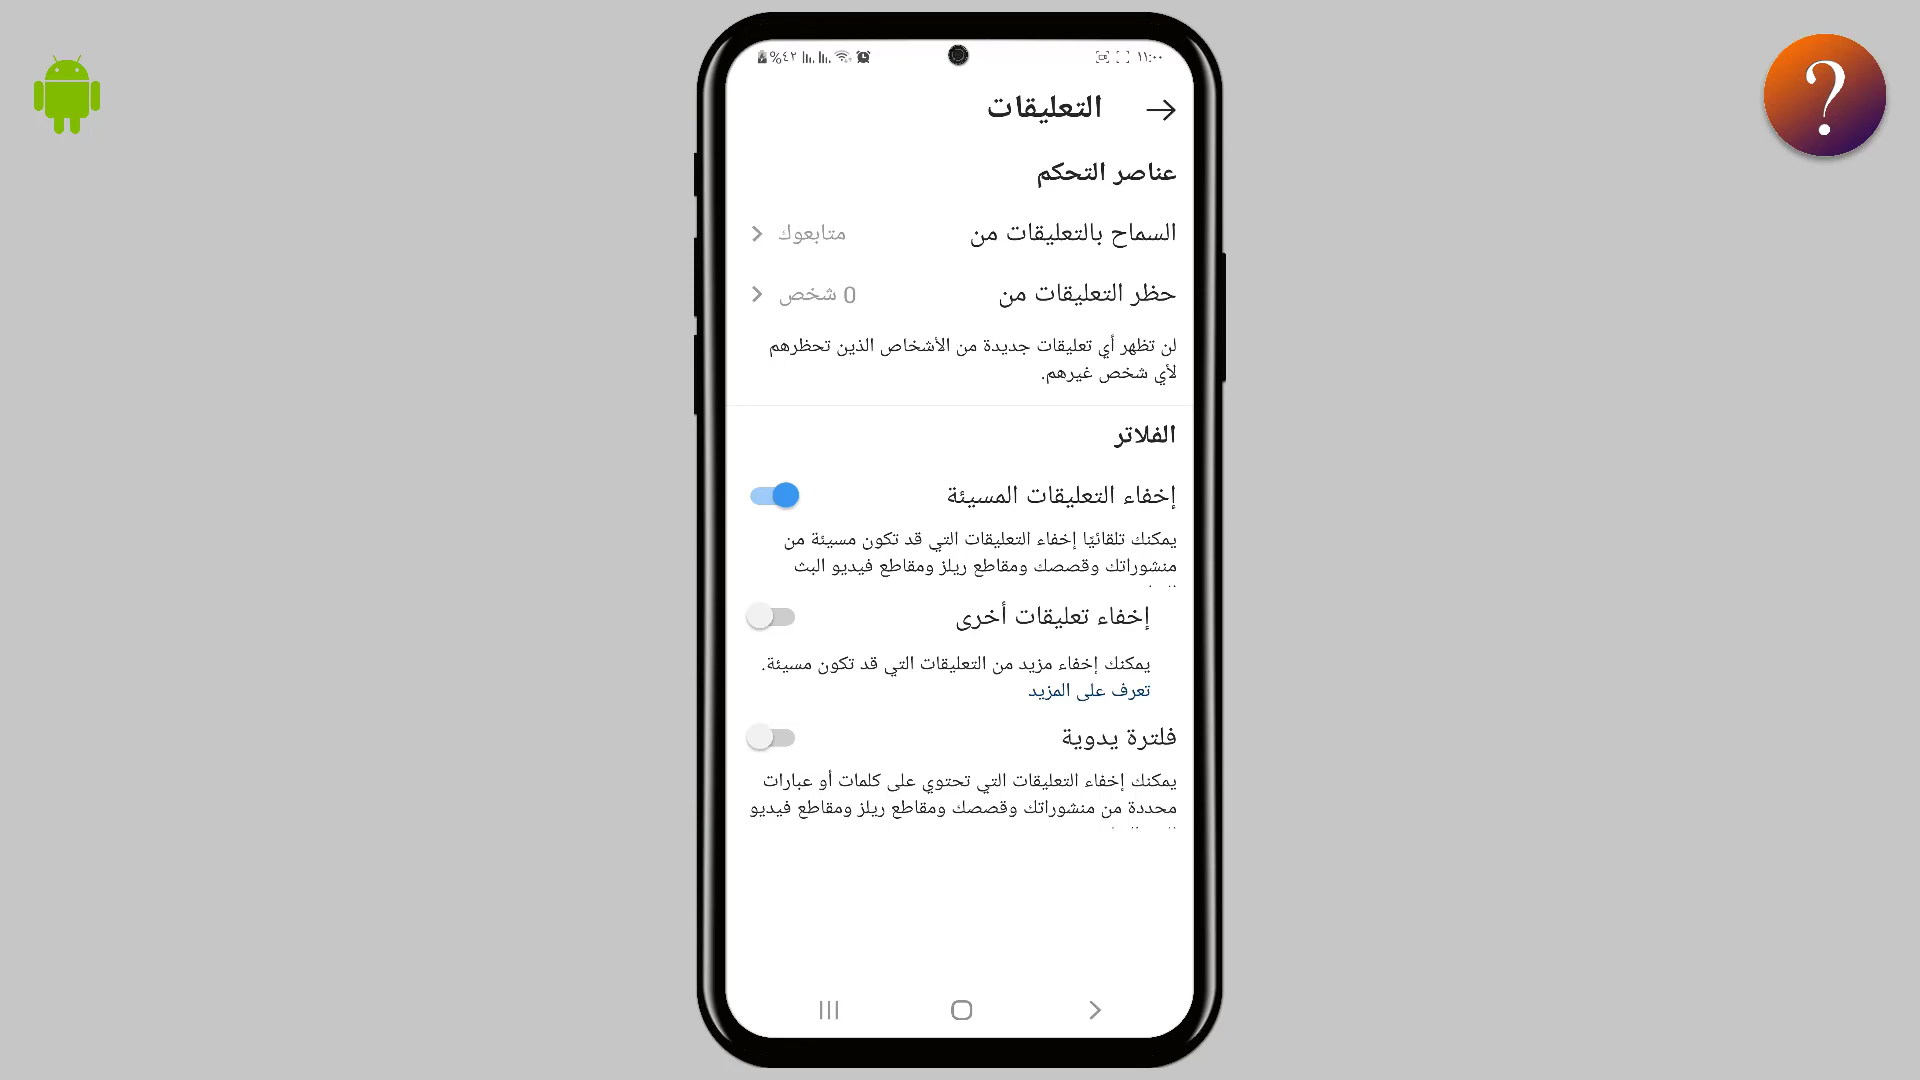 ١١:٠٠ ٤٢%
التعليقات
عناصر التحكم
السماح بالتعليقات من متابعوك
حظر التعليقات من 0 شخص
لن تظهر أي تعليقات جديدة من الأشخاص الذين تحظرهم
لأي شخص غيرهم.
الفلاتر
إخفاء التعليقات المسيئة
يمكنك تلقائيًا إخفاء التعليقات التي قد تكون مسيئة من
منشوراتك وقصصك ومقاطع ريلز ومقاطع فيديو البث
إخفاء تعليقات أخرى
يمكنك إخفاء مزيد من التعليقات التي قد تكون مسيئة.
تعرف على المزيد
فلترة يدوية
يمكنك إخفاء التعليقات التي تحتوي على كلمات أو عبارات
محددة من منشوراتك وقصصك ومقاطع ريلز ومقاطع فيديو
?